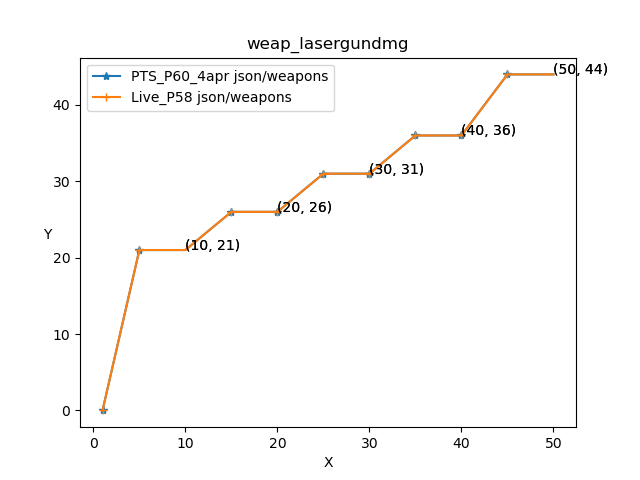 weap_lasergundmg
PTS_P60_4apr json/weapons
Live_P58 json/weapons
(50, 44)
(40, 36)
(30, 31)
(20, 26)
(10, 21)
Y
40
30
20
10
0
0 10 20 30 40 50
X